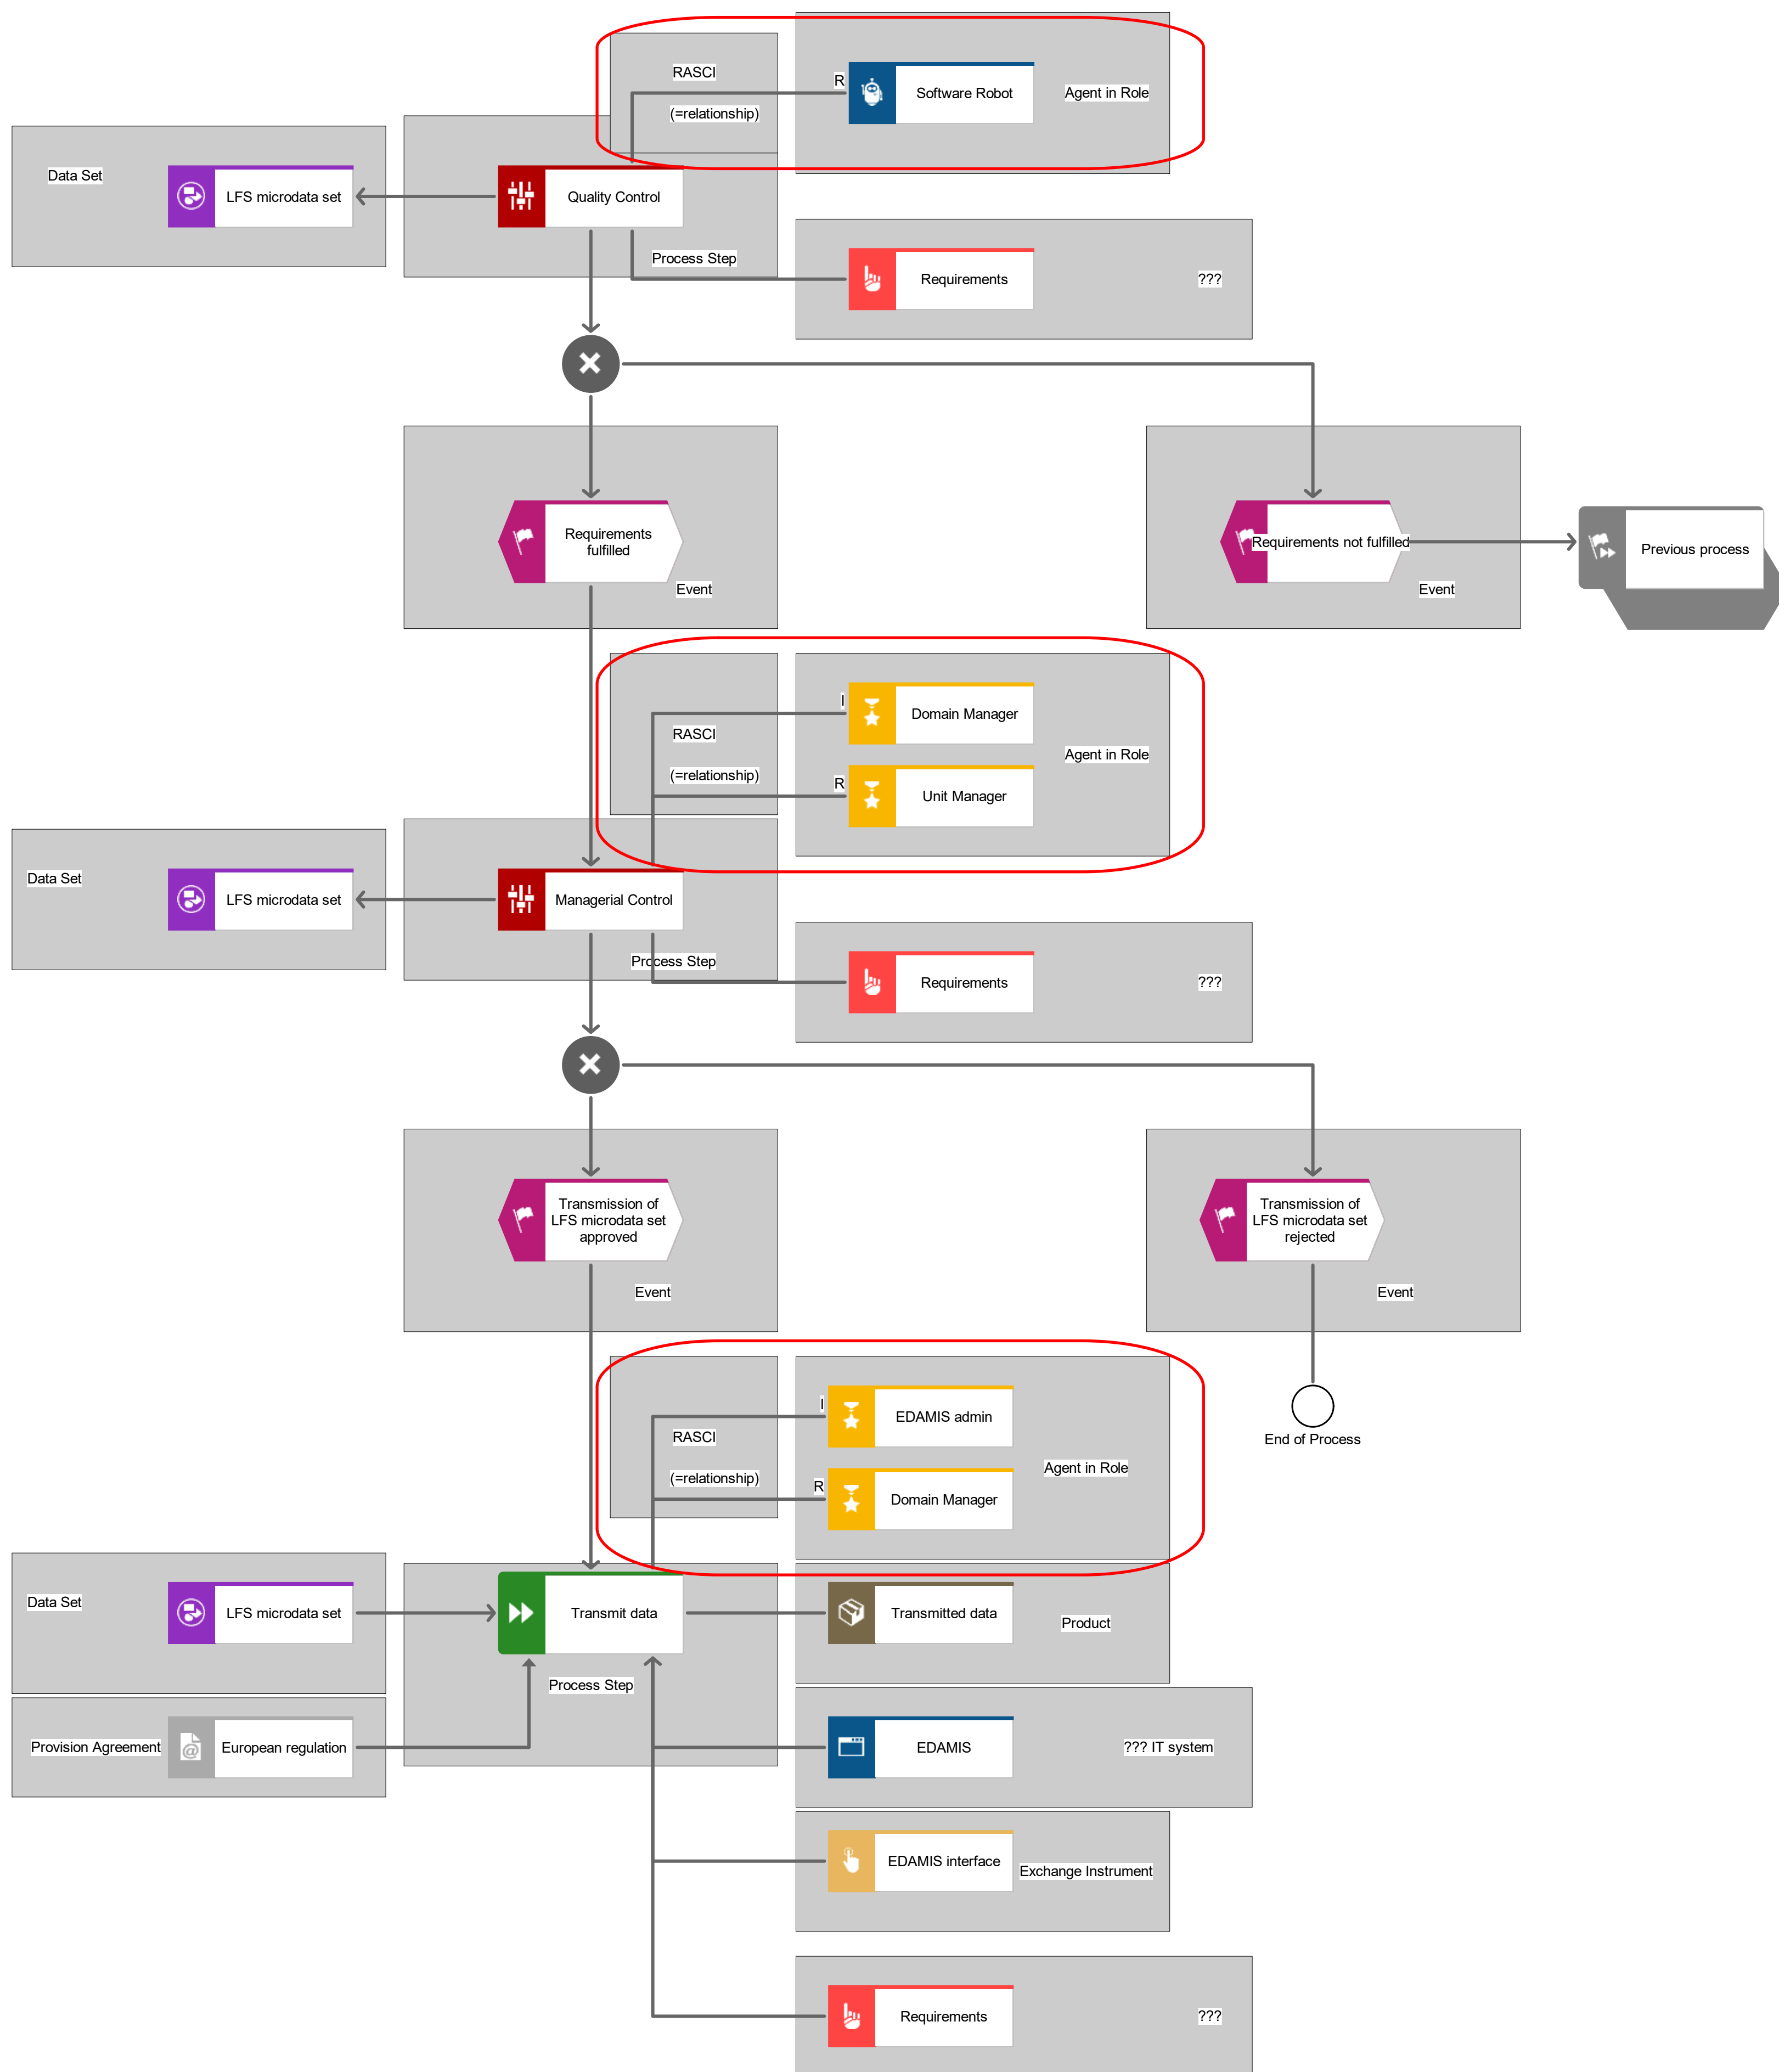 RASCI
(=relationship)
R
Software Robot
Agent in Role
Data Set
LFS microdata set
Quality Control
Process Step
Requirements
???
Requirements
fulfilled
Event
Requirements not fulfilled
Event
Previous process
RASCI
(=relationship)
I
Domain Manager
Agent in Role
R
Unit Manager
Data Set
LFS microdata set
Managerial Control
Process Step
Requirements
???
Transmission of
LFS microdata set
approved
Event
Transmission of
LFS microdata set
rejected
Event
End of Process
RASCI
(=relationship)
I
EDAMIS admin
Agent in Role
R
Domain Manager
Data Set
LFS microdata set
Transmit data
Process Step
Transmitted data
Product
Provision Agreement
European regulation
EDAMIS
??? IT system
EDAMIS interface
Exchange Instrument
Requirements
???